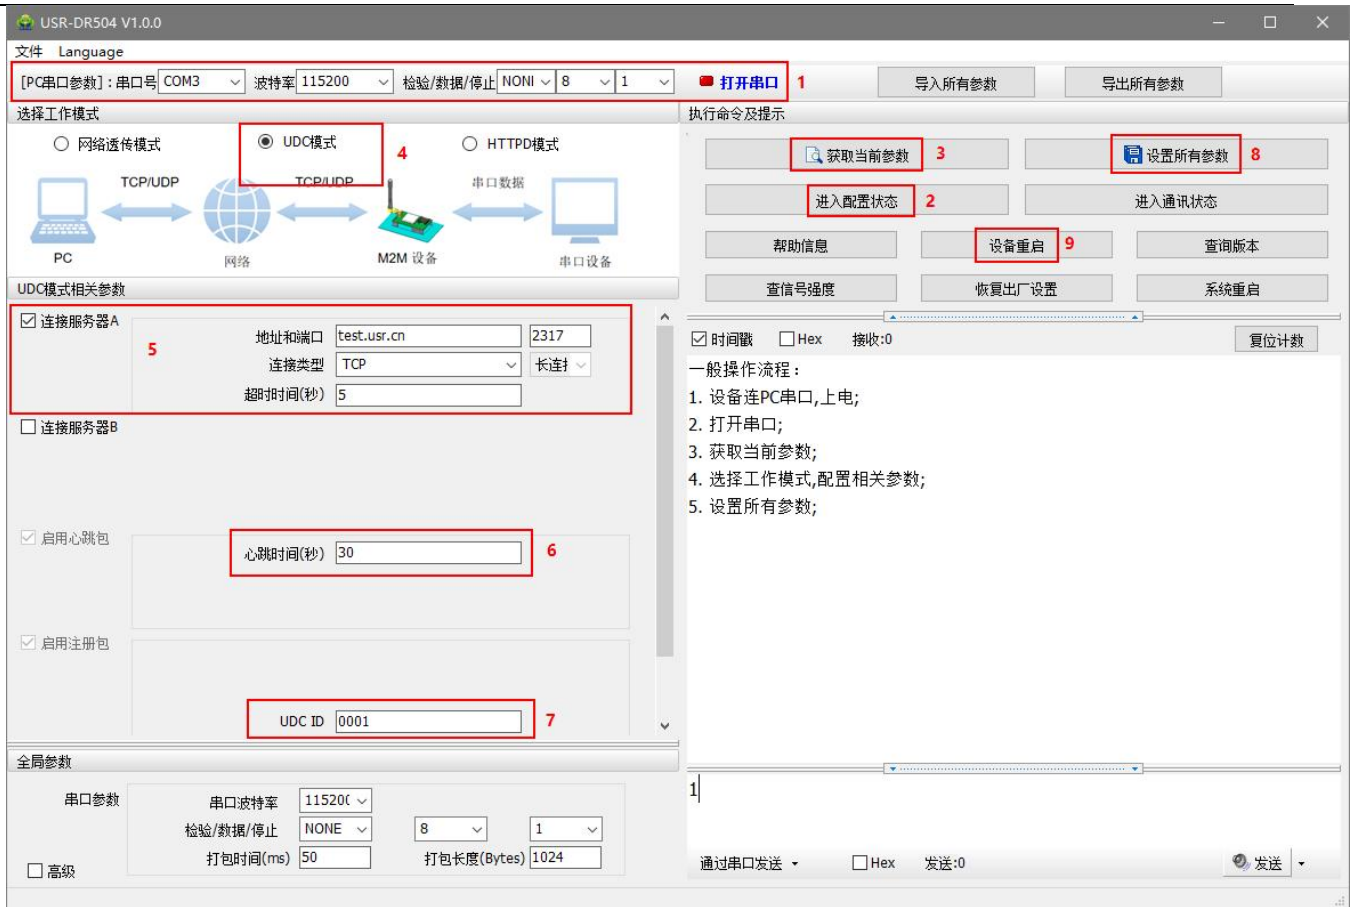 USR-DR504 V1.0.0
文件 Language
[PC串口参数]：串口号 COM3 波特率 115200 检验/数据/停止 NONI 8 1 打开串口 1 导入所有参数 导出所有参数
选择工作模式
网络透传模式 UDC模式 HTTPD模式
4
TCP/UDP TCP/UDP 串口数据
PC 网络 M2M 设备 串口设备
UDC模式相关参数
连接服务器A
5
地址和端口 test.usr.cn 2317
连接类型 TCP 长连接
超时时间(秒) 5
连接服务器B
启用心跳包
心跳时间(秒) 30 6
启用注册包
UDC ID 0001 7
全局参数
串口参数 串口波特率 11520(
检验/数据/停止 NONE 8 1
打包时间(ms) 50 打包长度(Bytes) 1024
高级
执行命令及提示
获取当前参数 3 设置所有参数 8
进入配置状态 2 进入通讯状态
帮助信息 设备重启 9 查询版本
查信号强度 恢复出厂设置 系统重启
时间戳 Hex 接收:0 复位计数
一般操作流程：
1. 设备连PC串口,上电;
2. 打开串口;
3. 获取当前参数;
4. 选择工作模式,配置相关参数;
5. 设置所有参数;
1
通过串口发送 Hex 发送:0 发送